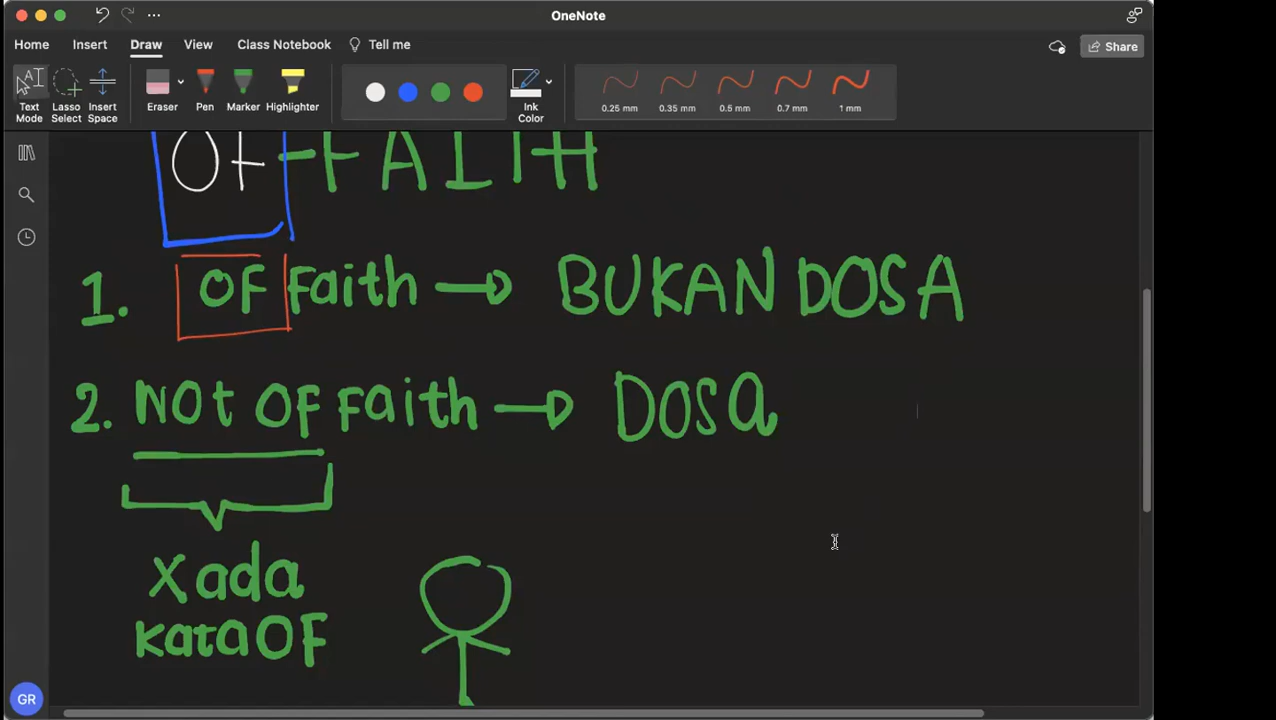 OneNote
Home Insert Draw View Class Notebook Tell me
Share
Text Mode
Lasso Select
Insert Space
Eraser
Pen
Marker
Highlighter
Ink Color
0.25 mm 0.35 mm 0.5 mm 0.7 mm 1 mm
OF -FAITH
1. OF Faith → BUKAN DOSA
2. NOt OF Faith → DOSa
X ada
kata OF
GR